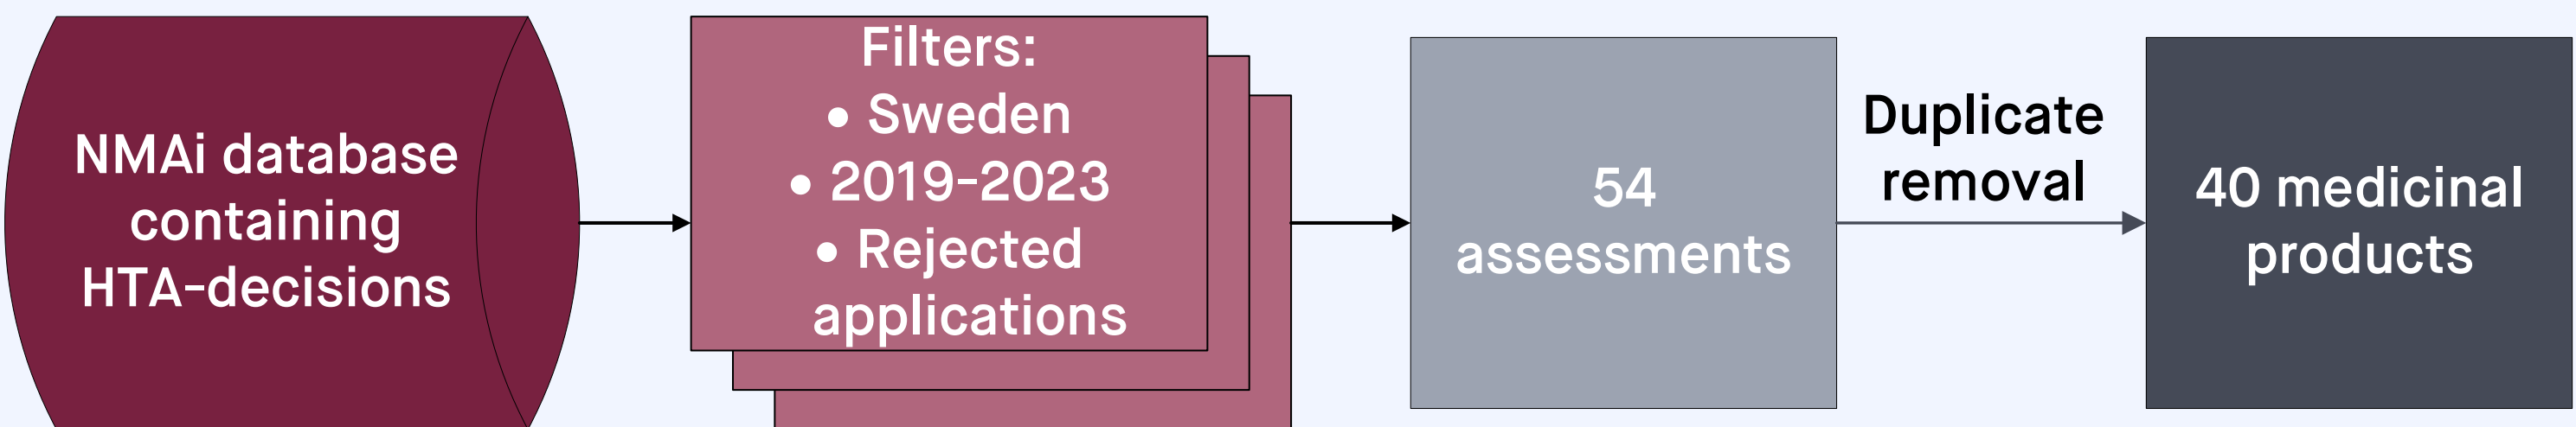 NMAi database
containing
HTA-decisions
Filters:
• Sweden
• 2019-2023
• Rejected
applications
54
assessments
Duplicate
removal
40 medicinal
products